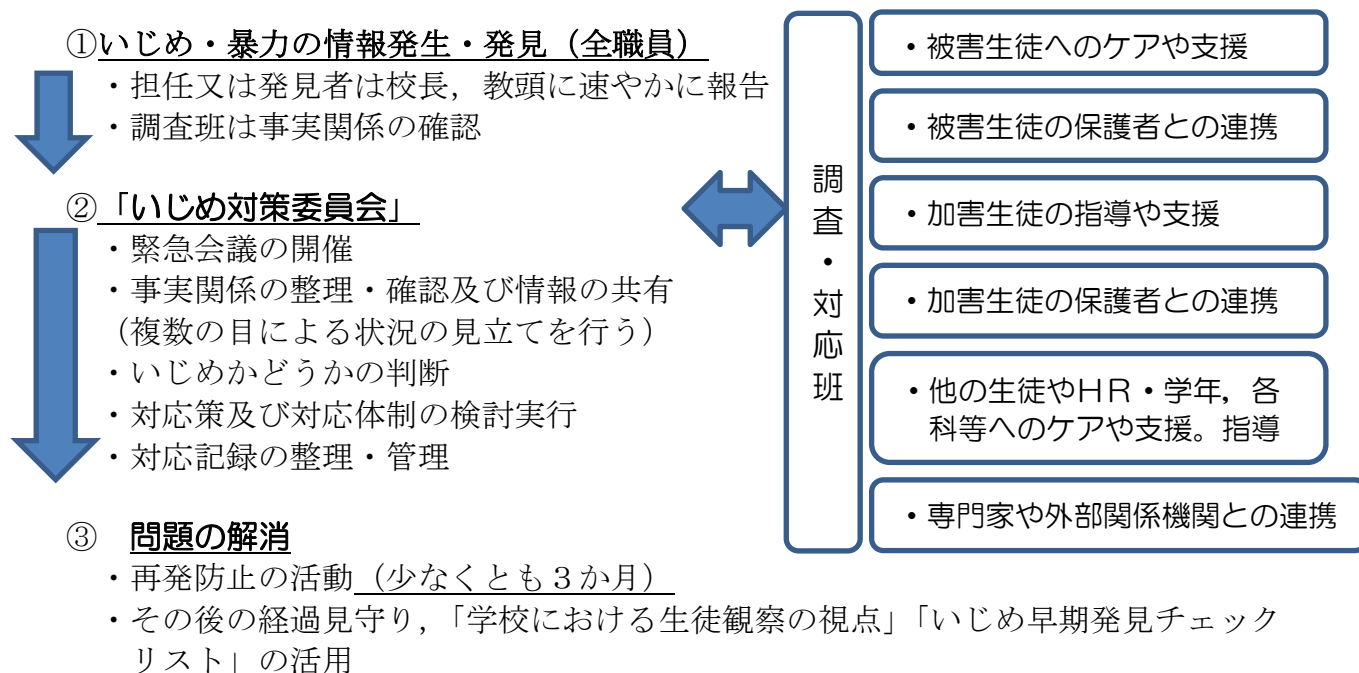 ①いじめ・暴力の情報発生・発見（全職員）
・担任又は発見者は校長，教頭に速やかに報告
・調査班は事実関係の確認
②「いじめ対策委員会」
・緊急会議の開催
・事実関係の整理・確認及び情報の共有
（複数の目による状況の見立てを行う）
・いじめかどうかの判断
・対応策及び対応体制の検討実行
・対応記録の整理・管理
③　問題の解消
・再発防止の活動（少なくとも３か月）
・その後の経過見守り，「学校における生徒観察の視点」「いじめ早期発見チェック
リスト」の活用
調査・対応班
・被害生徒へのケアや支援
・被害生徒の保護者との連携
・加害生徒の指導や支援
・加害生徒の保護者との連携
・他の生徒やＨＲ・学年，各
科等へのケアや支援。指導
・専門家や外部関係機関との連携